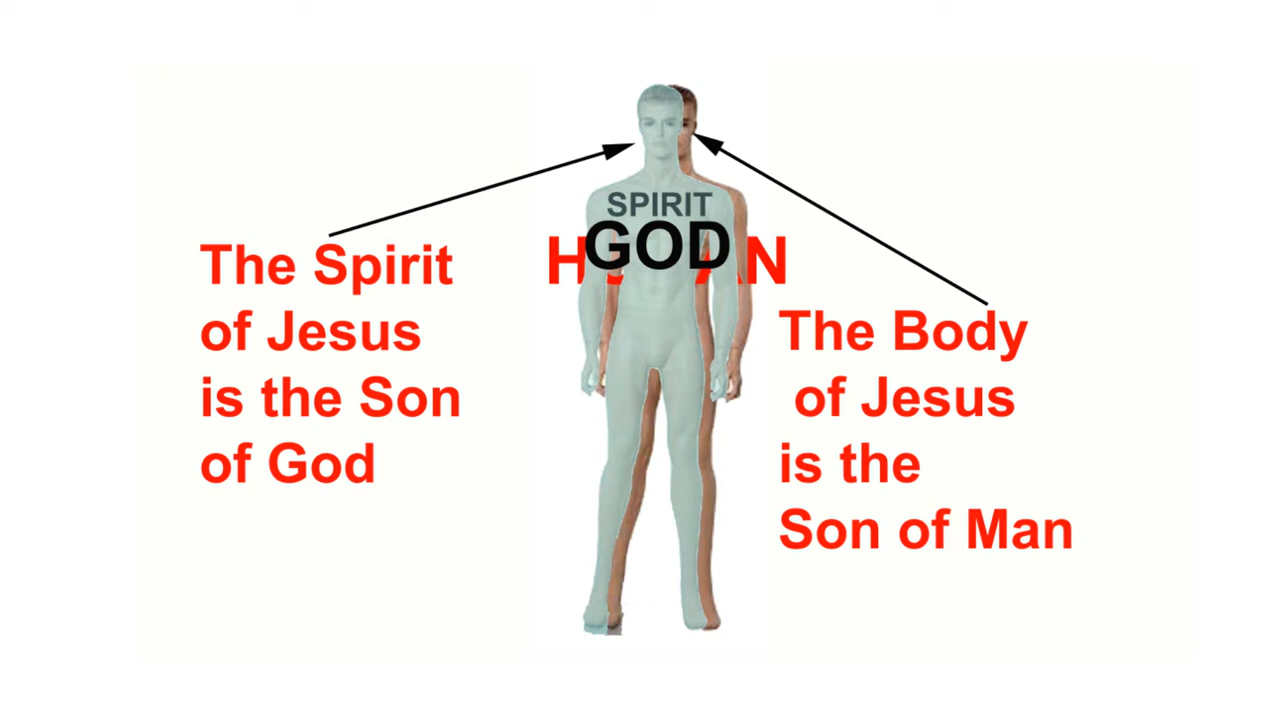 SPIRIT
GOD
The Spirit
of Jesus
is the Son
of God
The Body
of Jesus
is the
Son of Man